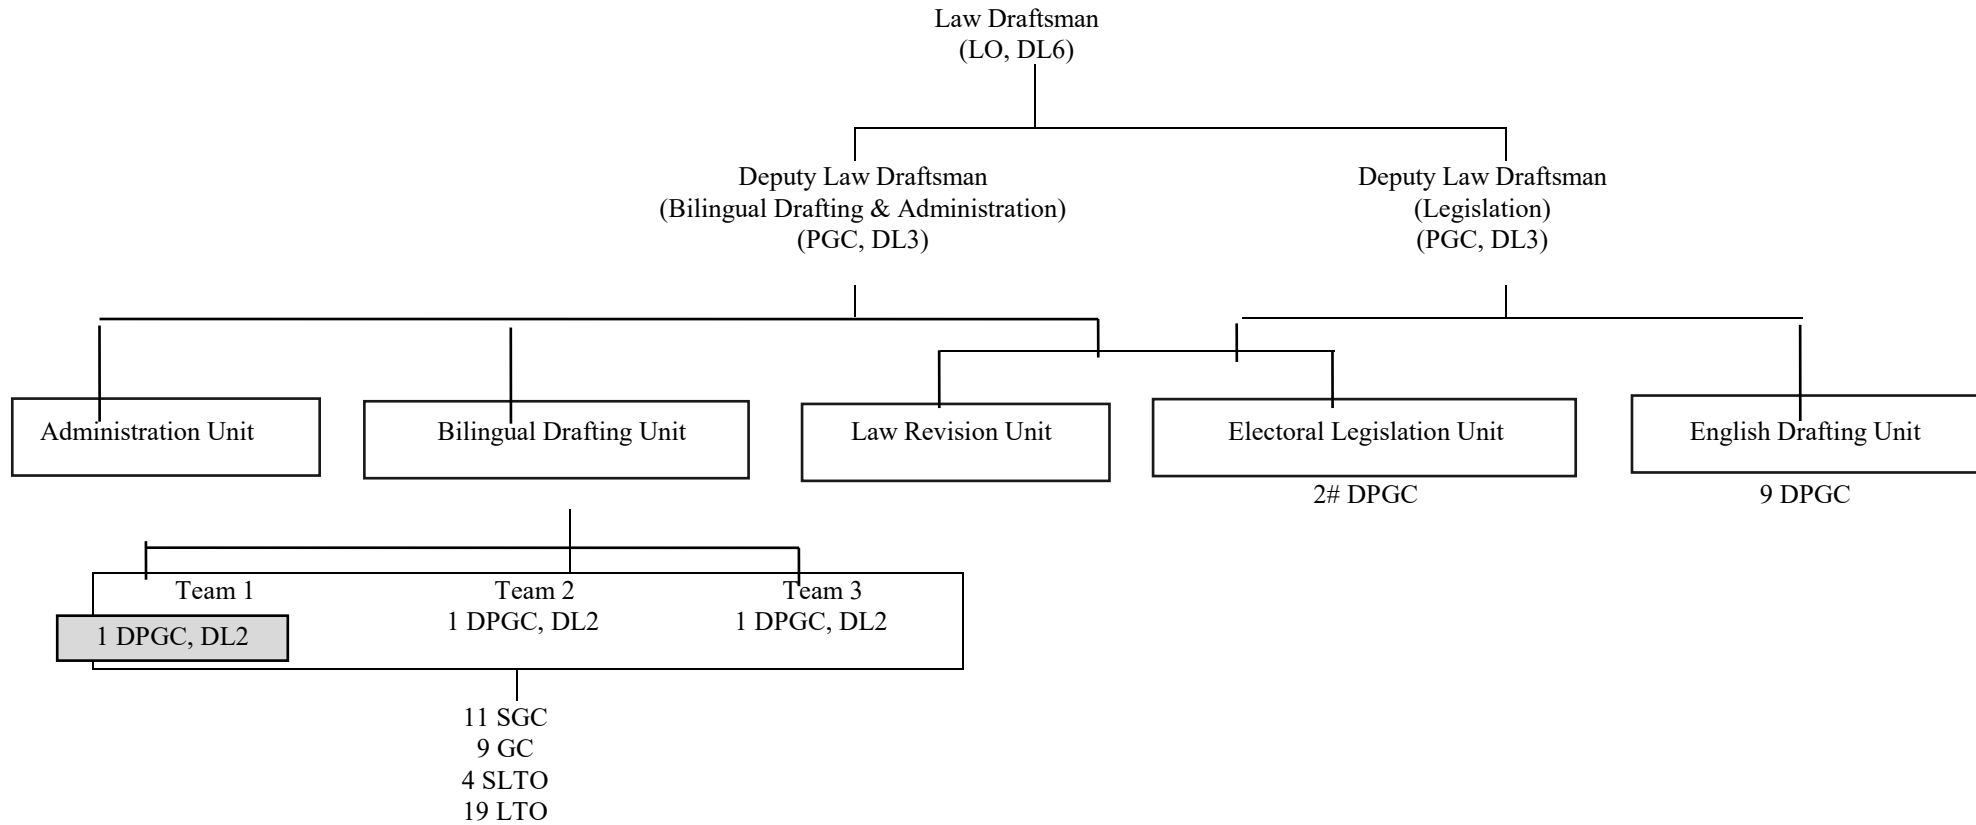 Law Draftsman
(LO, DL6)
Deputy Law Draftsman
(Bilingual Drafting & Administration)
(PGC, DL3)
Deputy Law Draftsman
(Legislation)
(PGC, DL3)
Administration Unit
Bilingual Drafting Unit
Law Revision Unit
Electoral Legislation Unit
2# DPGC
English Drafting Unit
9 DPGC
Team 1
1 DPGC, DL2
Team 2
1 DPGC, DL2
Team 3
1 DPGC, DL2
11 SGC
9 GC
4 SLTO
19 LTO